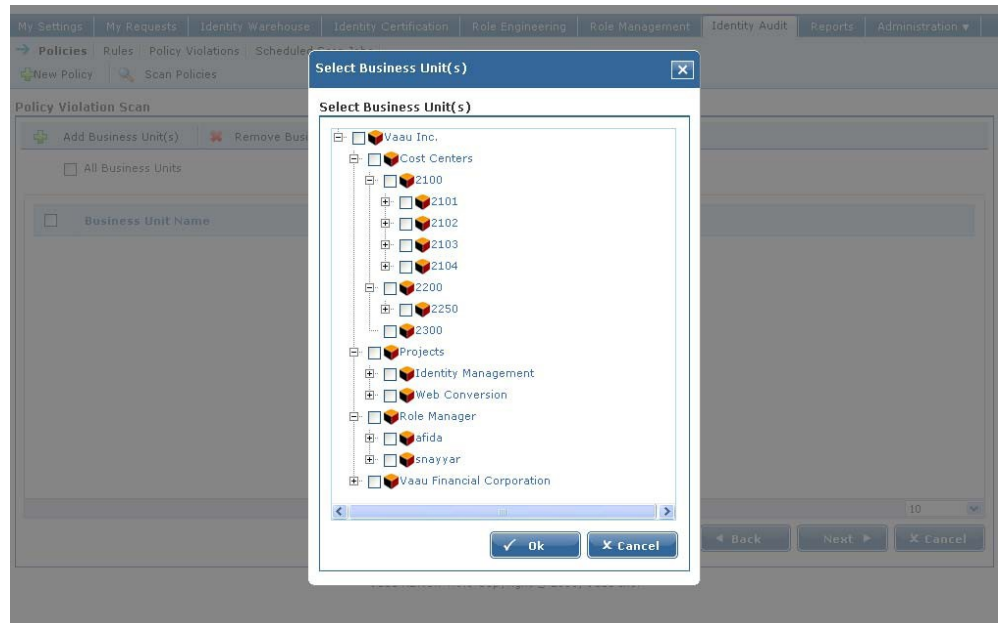 My Settings My Requests Identity Warehouse Identity Certification Role Engineering Role Management Identity Audit Reports Administration
Policies Rules Policy Violations Scheduled Scan Jobs
New Policy Scan Policies
Policy Violation Scan
Add Business Unit(s) Remove Busi
All Business Units
Business Unit Name
Select Business Unit(s)
Select Business Unit(s)
Vaau Inc.
Cost Centers
2100
2101
2102
2103
2104
2200
2250
2300
Projects
Identity Management
Web Conversion
Role Manager
afida
snayyar
Vaau Financial Corporation
Ok X Cancel
10
Back Next X Cancel